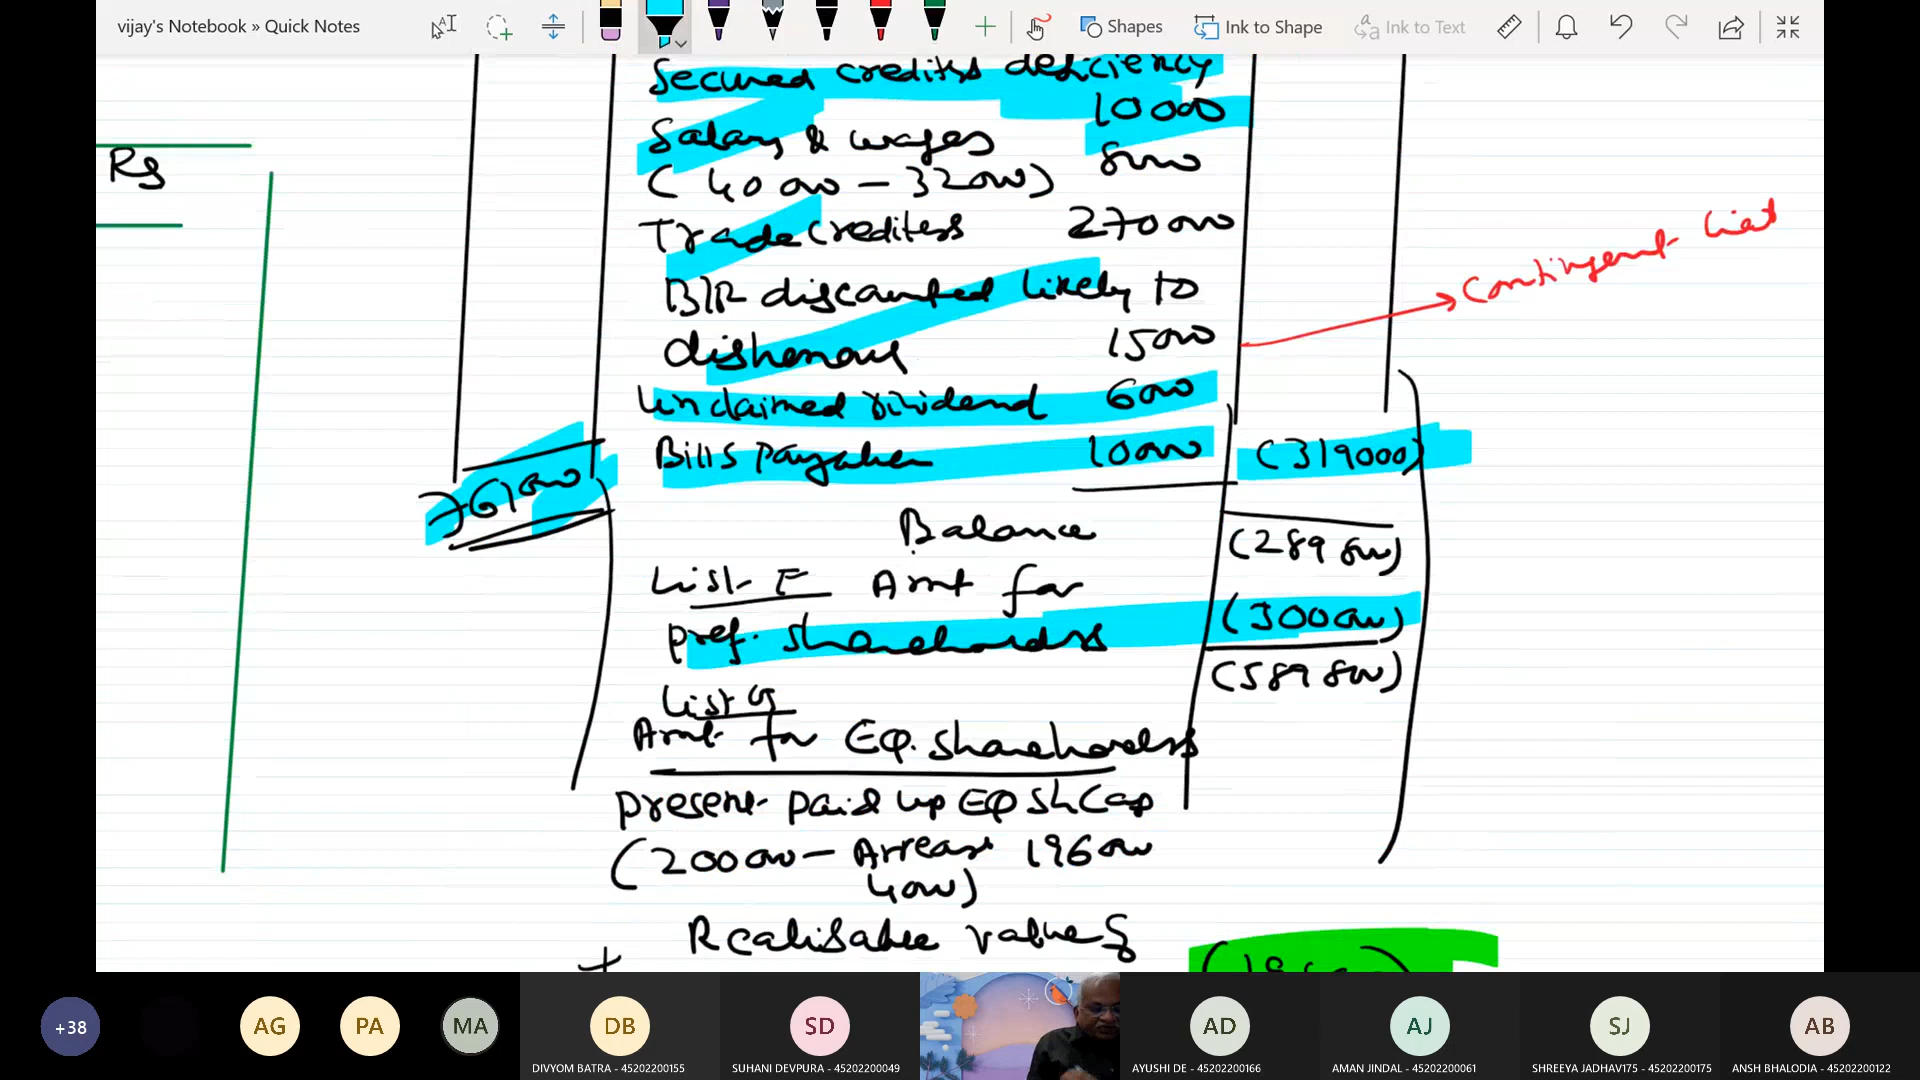 vijay's Notebook » Quick Notes
Shapes
Ink to Shape
Ink to Text
Rs
Secured creditors deficiency
10000
Salary & wages 8000
(40000 - 32000)
Trade Creditors 270000
B/R discounted likely to
dishonour 15000
Contingent Liat
Unclaimed Dividend 6000
Bills Payable 10000 (319000)
761000
Balance (289800)
List F Amt for
Pref. Shareholders (300000)
(589800)
List G
Amt for EQ. Shareholders
Present Paid up EQ Sh Cap
(200000 - Arrears 196000
4000)
Realisable value of
+38
AG
PA
MA
DB
SD
AD
AJ
SJ
AB
DIVYOM BATRA - 45202200155
SUHANI DEVPURA - 45202200049
AYUSHI DE - 45202200166
AMAN JINDAL - 45202200061
SHREEYA JADHAV175 - 45202200175
ANSH BHALODIA - 45202200122